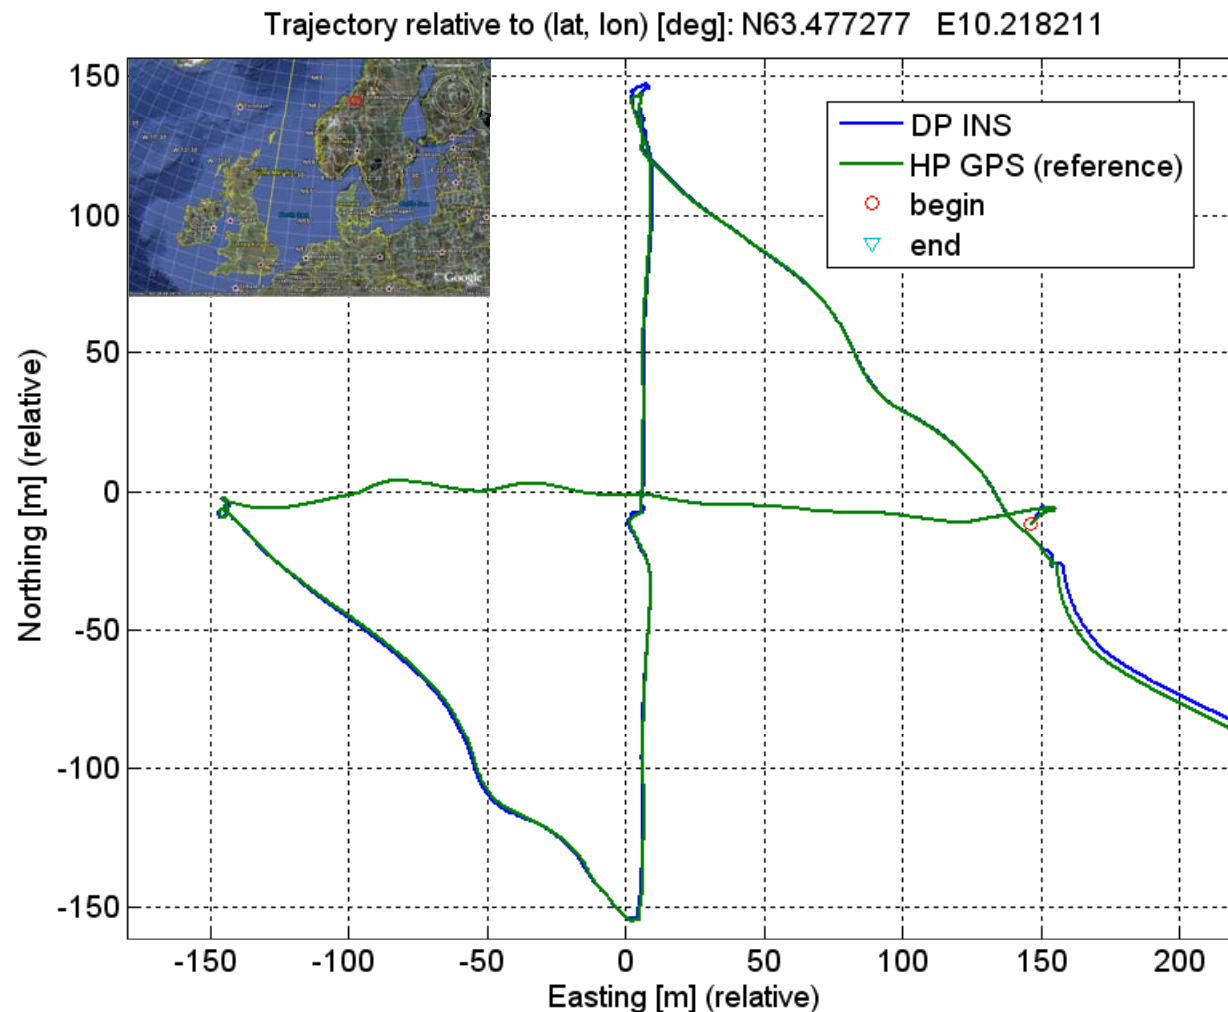 Trajectory relative to (lat, lon) [deg]: N63.477277 E10.218211
Google
DP INS
HP GPS (reference)
begin
end
150
100
50
0
-50
-100
-150
Northing [m] (relative)
-150
-100
-50
0
50
100
150
200
Easting [m] (relative)